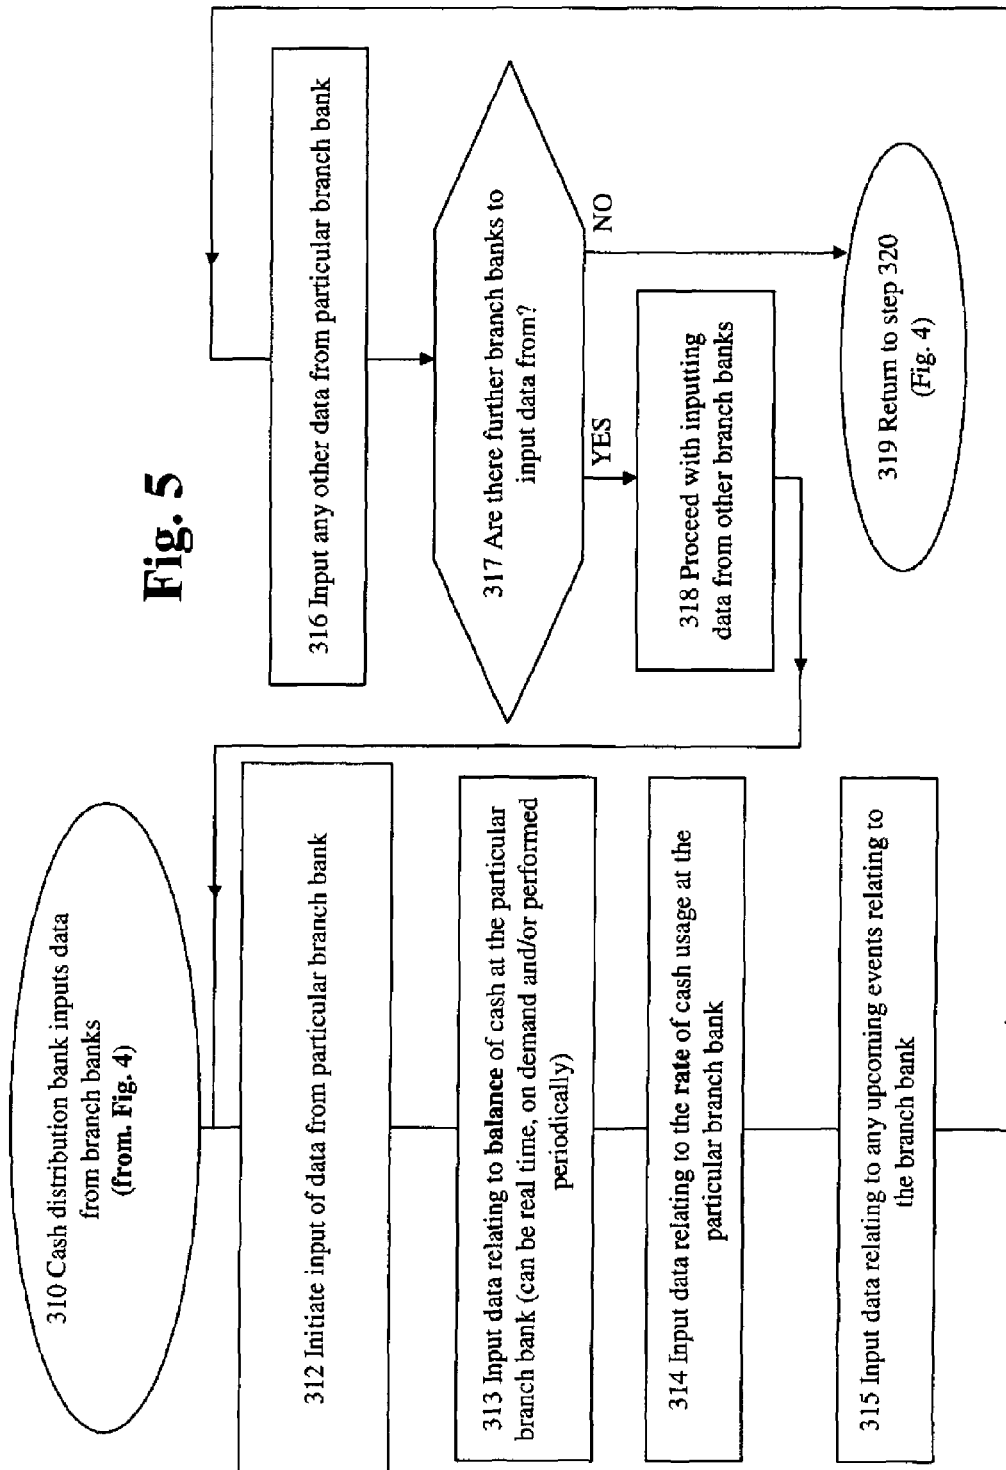 Fig. 5
310 Cash distribution bank inputs data
from branch banks
(from. Fig. 4)
312 Initiate input of data from particular branch bank
313 Input data relating to balance of cash at the particular
branch bank (can be real time, on demand and/or performed
periodically)
314 Input data relating to the rate of cash usage at the
particular branch bank
315 Input data relating to any upcoming events relating to
the branch bank
316 Input any other data from particular branch bank
317 Are there further branch banks to
input data from?
YES
NO
318 Proceed with inputting
data from other branch banks
319 Return to step 320
(Fig. 4)